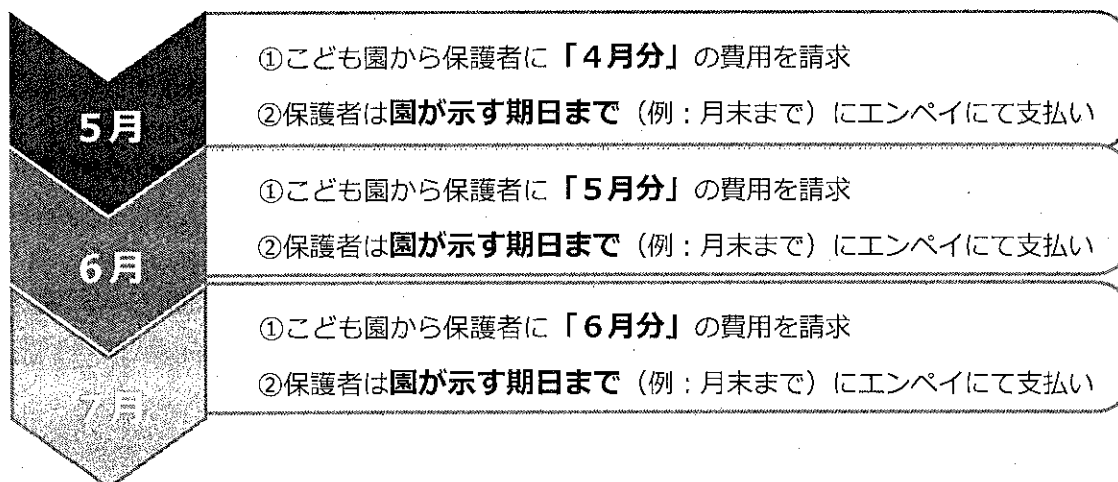 5月
①こども園から保護者に「４月分」の費用を請求
②保護者は園が示す期日まで（例：月末まで）にエンペイにて支払い
6月
①こども園から保護者に「５月分」の費用を請求
②保護者は園が示す期日まで（例：月末まで）にエンペイにて支払い
7月
①こども園から保護者に「６月分」の費用を請求
②保護者は園が示す期日まで（例：月末まで）にエンペイにて支払い